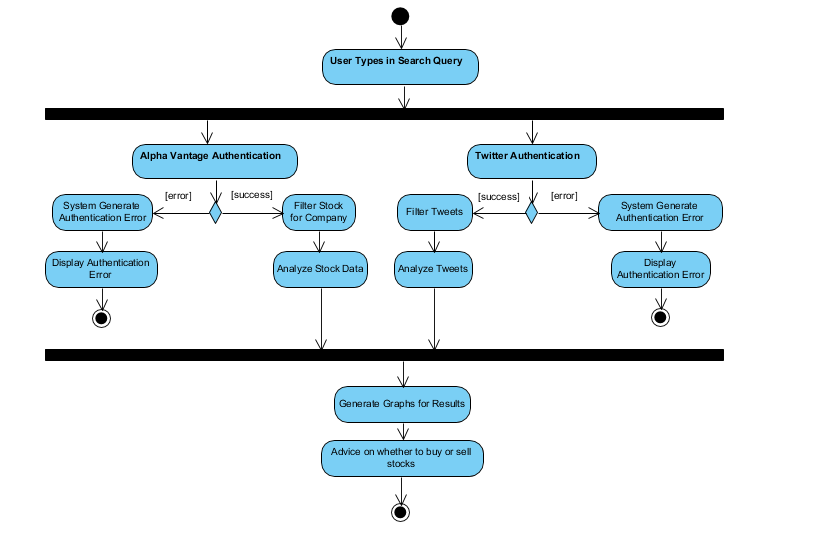 User Types in Search Query
Alpha Vantage Authentication
Twitter Authentication
[error]
[success]
[success]
[error]
System Generate
Authentication Error
Filter Stock
for Company
Filter Tweets
System Generate
Authentication Error
Display Authentication
Error
Analyze Stock Data
Analyze Tweets
Display
Authentication Error
Generate Graphs for Results
Advice on whether to buy or sell
stocks